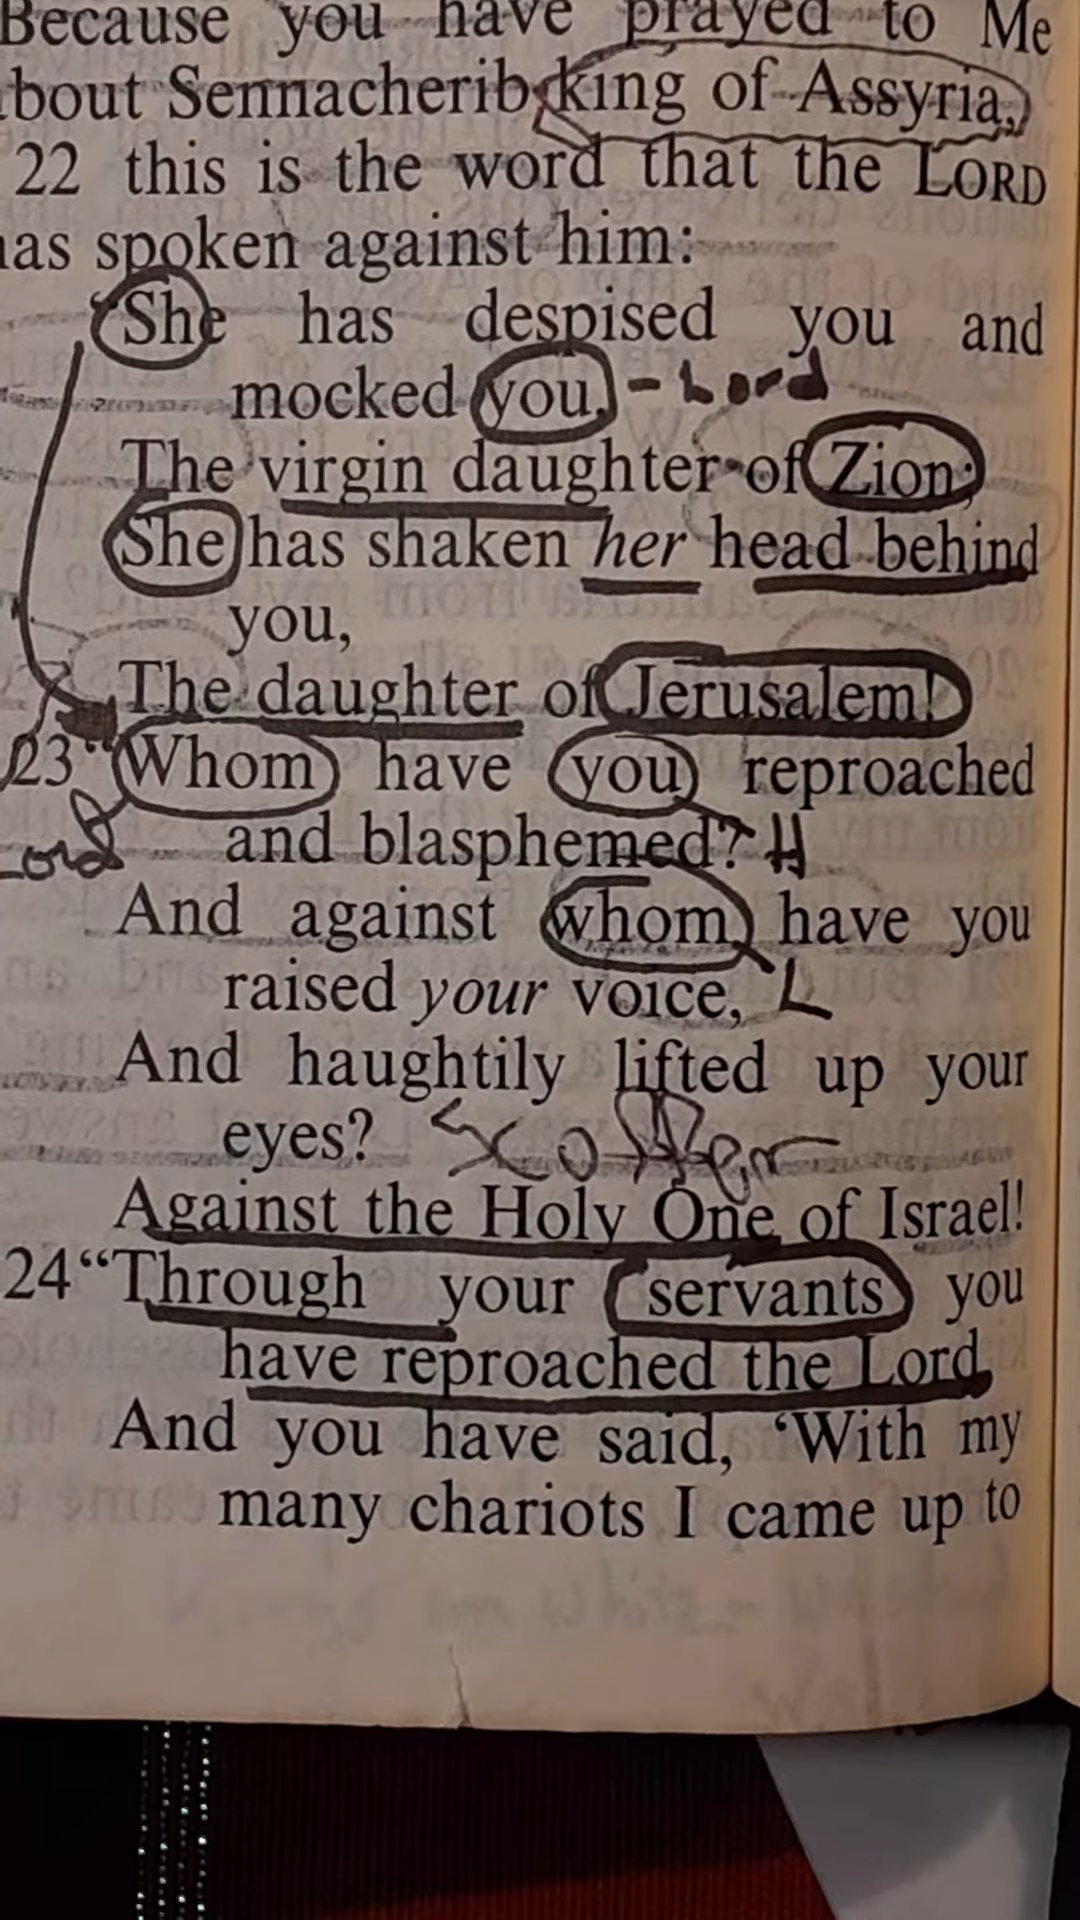 Because you have prayed to Me
bout Sennacherib king of Assyria,
22 this is the word that the LORD
has spoken against him:
“She has despised you and
mocked you, - Lord
The virgin daughter of Zion;
She has shaken her head behind
you,
The daughter of Jerusalem!
23 “Whom have you reproached
and blasphemed? H
Lord
And against whom have you
raised your voice, L
And haughtily lifted up your
eyes? Scoffer
Against the Holy One of Israel!
24 “Through your servants you
have reproached the Lord,
And you have said, ‘With my
many chariots I came up to